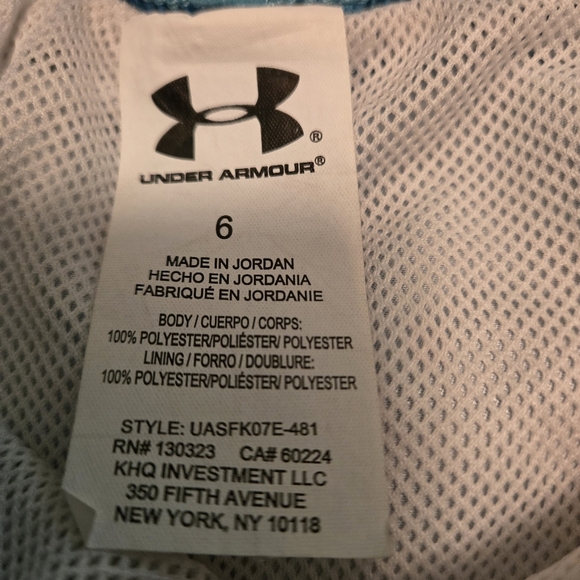 UNDER ARMOUR®
6
MADE IN JORDAN
HECHO EN JORDANIA
FABRIQUÉ EN JORDANIE
BODY / CUERPO / CORPS:
100% POLYESTER/POLIÉSTER/ POLYESTER
LINING / FORRO / DOUBLURE:
100% POLYESTER/POLIÉSTER/ POLYESTER
STYLE: UASFK07E-481
RN# 130323 CA# 60224
KHQ INVESTMENT LLC
350 FIFTH AVENUE
NEW YORK, NY 10118